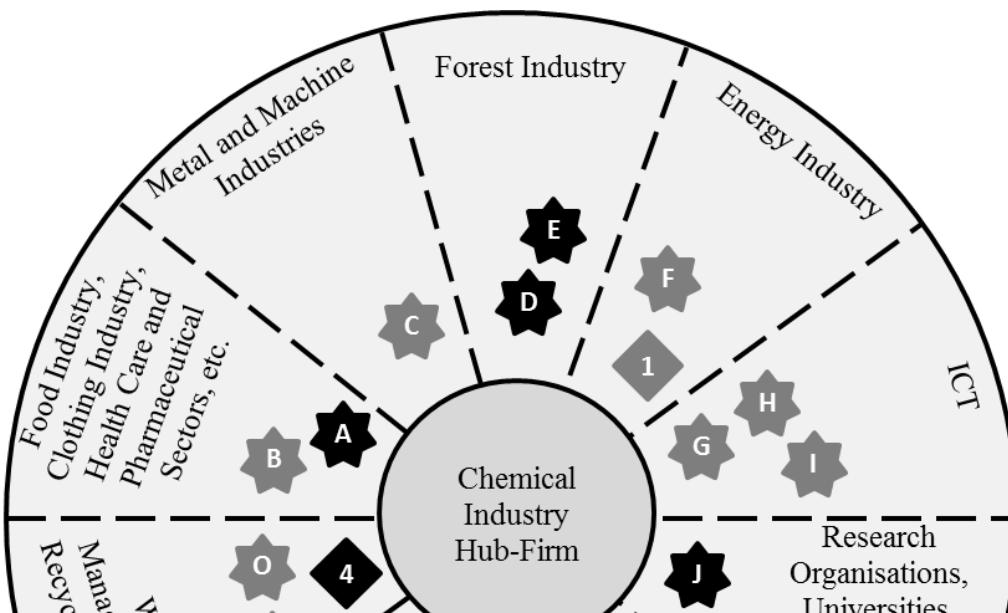 Forest Industry
Metal and Machine
Industries
Energy Industry
E
F
D
C
1
Food Industry,
Clothing Industry,
Health Care and
Pharmaceutical
Sectors, etc.
ICT
H
A
G
B
I
Chemical
Industry
Hub-Firm
Research
Organisations,
Universities
O
4
J